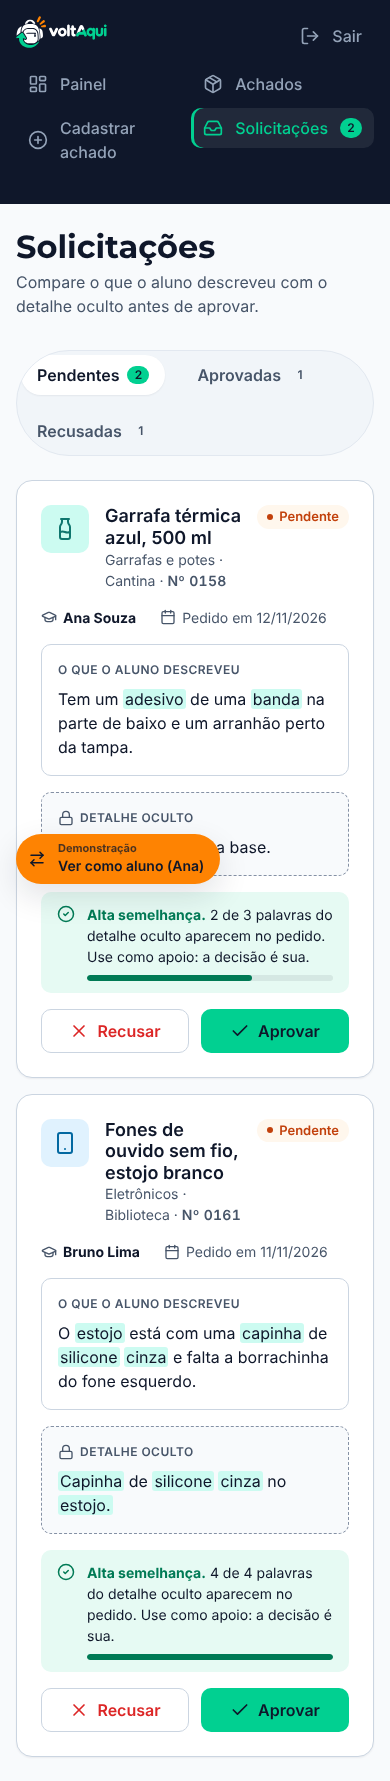 voltAqui
Sair
Painel
Achados
Cadastrar
achado
Solicitações 2
Solicitações
Compare o que o aluno descreveu com o
detalhe oculto antes de aprovar.
Pendentes 2
Aprovadas 1
Recusadas 1
Garrafa térmica
azul, 500 ml
Pendente
Garrafas e potes ·
Cantina · Nº 0158
Ana Souza
Pedido em 12/11/2026
O QUE O ALUNO DESCREVEU
Tem um adesivo de uma banda na
parte de baixo e um arranhão perto
da tampa.
DETALHE OCULTO
a base.
Demonstração
Ver como aluno (Ana)
Alta semelhança. 2 de 3 palavras do
detalhe oculto aparecem no pedido.
Use como apoio: a decisão é sua.
Recusar
Aprovar
Fones de
ouvido sem fio,
estojo branco
Pendente
Eletrônicos ·
Biblioteca · Nº 0161
Bruno Lima
Pedido em 11/11/2026
O QUE O ALUNO DESCREVEU
O estojo está com uma capinha de
silicone cinza e falta a borrachinha
do fone esquerdo.
DETALHE OCULTO
Capinha de silicone cinza no
estojo.
Alta semelhança. 4 de 4 palavras
do detalhe oculto aparecem no
pedido. Use como apoio: a decisão é
sua.
Recusar
Aprovar